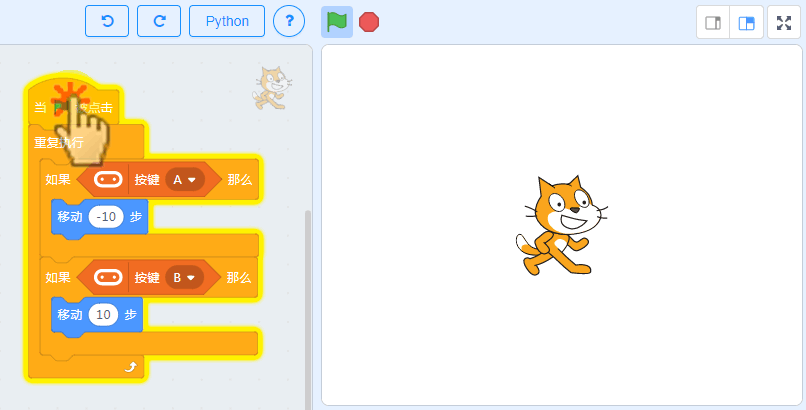 Python
?
当 被点击
重复执行
如果 按键 A 那么
移动 -10 步
如果 按键 B 那么
移动 10 步